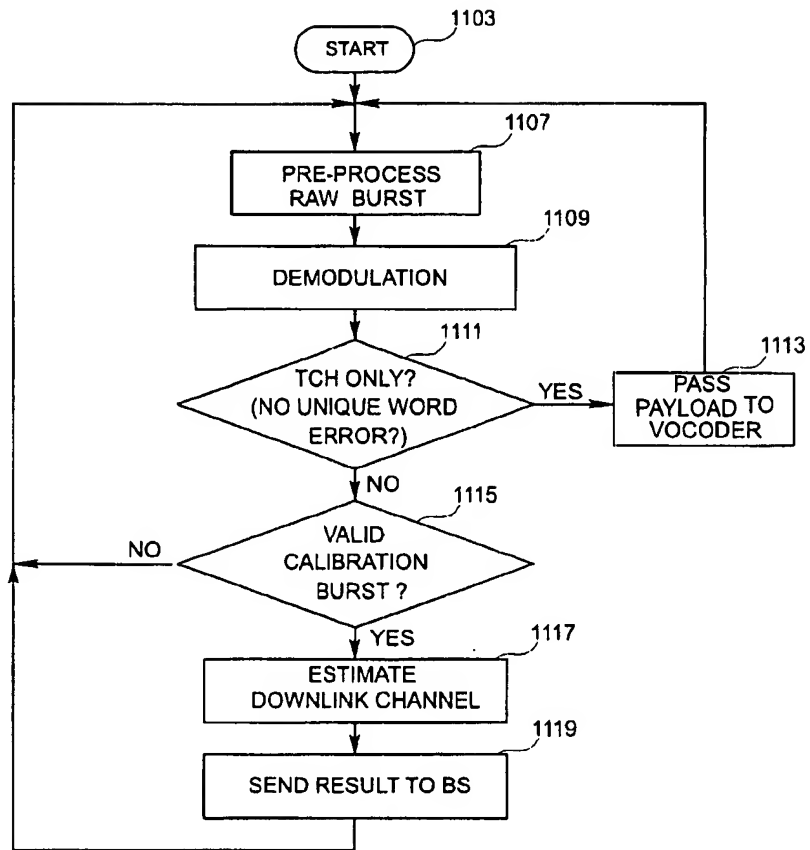 1103
START
1107
PRE-PROCESS
RAW BURST
1109
DEMODULATION
1111
TCH ONLY?
(NO UNIQUE WORD
ERROR?)
YES
1113
PASS
PAYLOAD TO
VOCODER
NO
1115
VALID
CALIBRATION
BURST ?
NO
YES
1117
ESTIMATE
DOWNLINK CHANNEL
1119
SEND RESULT TO BS